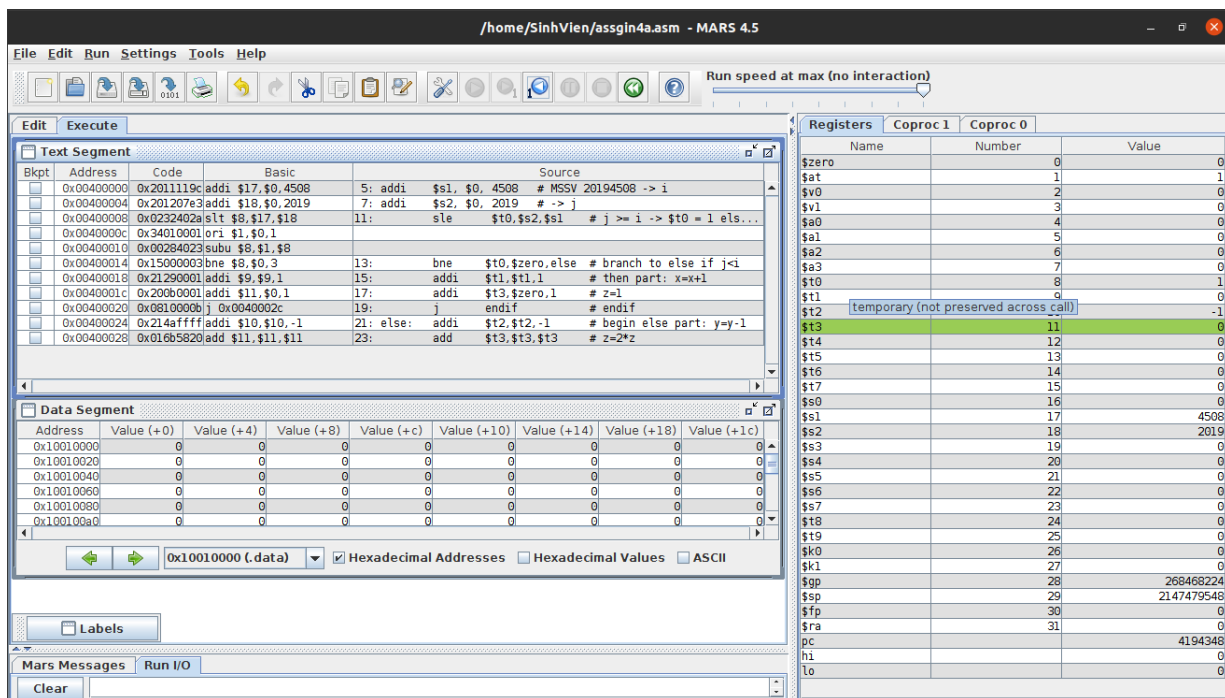 /home/SinhVien/assgin4a.asm - MARS 4.5
File Edit Run Settings Tools Help
Run speed at max (no interaction)
Edit Execute
Text Segment
Bkpt Address Code Basic Source
0x00400000 0x2011119c addi $17,$0,4508 5: addi $s1, $0, 4508 # MSSV 20194508 -> i
0x00400004 0x201207e3 addi $18,$0,2019 7: addi $s2, $0, 2019 # -> j
0x00400008 0x0232402a slt $8,$17,$18 11: sle $t0,$s2,$s1 # j >= i -> $t0 = 1 els...
0x0040000c 0x34010001 ori $1,$0,1
0x00400010 0x00284023 subu $8,$1,$8
0x00400014 0x15000003 bne $8,$0,3 13: bne $t0,$zero,else # branch to else if j<i
0x00400018 0x21290001 addi $9,$9,1 15: addi $t1,$t1,1 # then part: x=x+1
0x0040001c 0x200b0001 addi $11,$0,1 17: addi $t3,$zero,1 # z=1
0x00400020 0x0810000b j 0x0040002c 19: j endif # endif
0x00400024 0x214affff addi $10,$10,-1 21: else: addi $t2,$t2,-1 # begin else part: y=y-1
0x00400028 0x016b5820 add $11,$11,$11 23: add $t3,$t3,$t3 # z=2*z
Data Segment
Address Value (+0) Value (+4) Value (+8) Value (+c) Value (+10) Value (+14) Value (+18) Value (+1c)
0x10010000 0 0 0 0 0 0 0 0
0x10010020 0 0 0 0 0 0 0 0
0x10010040 0 0 0 0 0 0 0 0
0x10010060 0 0 0 0 0 0 0 0
0x10010080 0 0 0 0 0 0 0 0
0x100100a0 0 0 0 0 0 0 0 0
0x10010000 (.data) Hexadecimal Addresses Hexadecimal Values ASCII
Labels
Mars Messages Run I/O
Clear
Registers Coproc 1 Coproc 0
Name Number Value
$zero 0 0
$at 1 1
$v0 2 0
$v1 3 0
$a0 4 0
$a1 5 0
$a2 6 0
$a3 7 0
$t0 8 1
$t1 9 0
temporary (not preserved across call)
$t2 -1
$t3 11 0
$t4 12 0
$t5 13 0
$t6 14 0
$t7 15 0
$s0 16 0
$s1 17 4508
$s2 18 2019
$s3 19 0
$s4 20 0
$s5 21 0
$s6 22 0
$s7 23 0
$t8 24 0
$t9 25 0
$k0 26 0
$k1 27 0
$gp 28 268468224
$sp 29 2147479548
$fp 30 0
$ra 31 0
pc 4194348
hi 0
lo 0